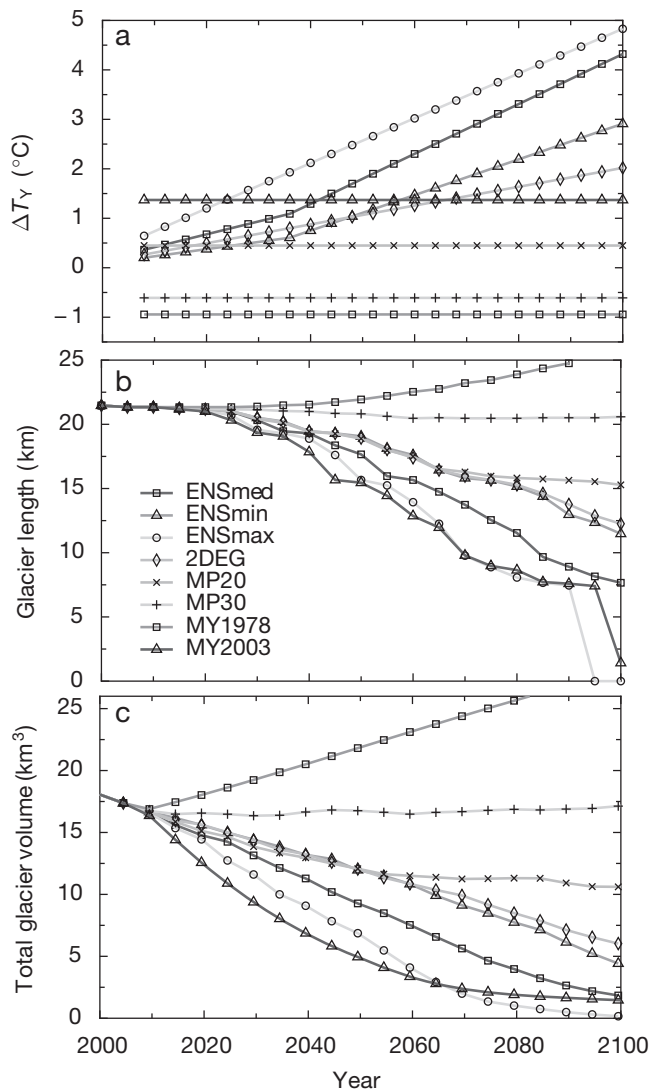 a
5
4
3
2
1
0
−1
ΔT_Y (°C)
b
25
20
15
10
5
0
Glacier length (km)
ENSmed
ENSmin
ENSmax
2DEG
MP20
MP30
MY1978
MY2003
c
25
20
15
10
5
0
Total glacier volume (km³)
2000 2020 2040 2060 2080 2100
Year